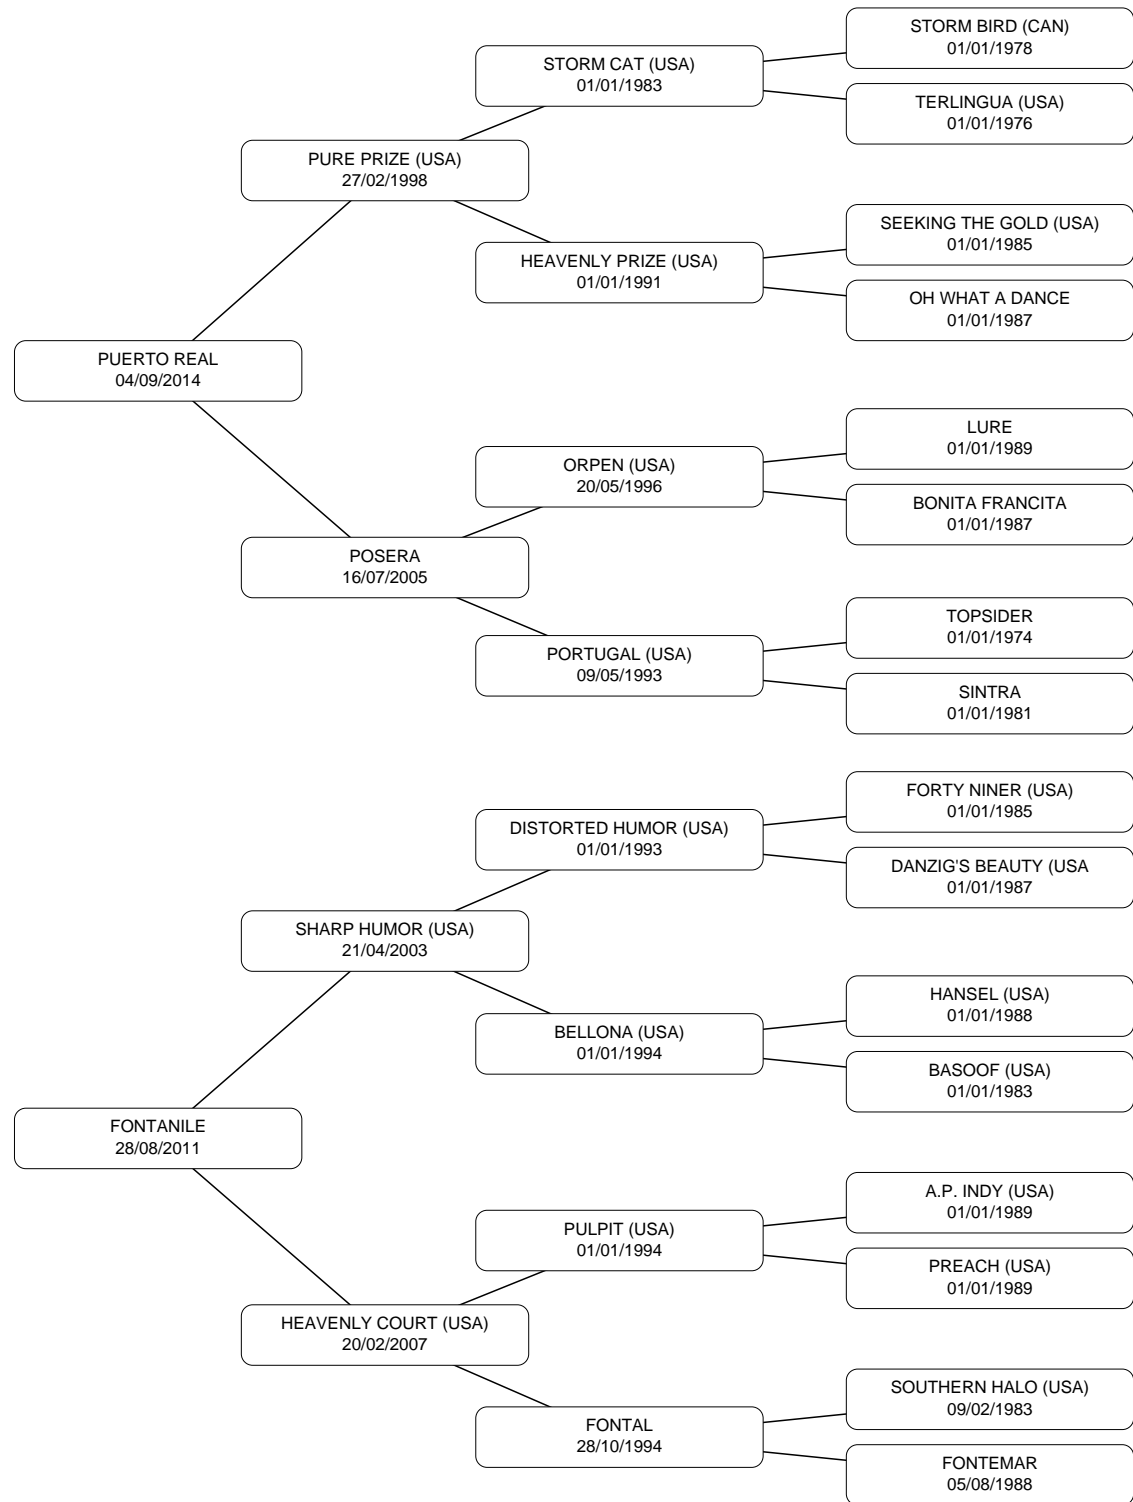 STORM BIRD (CAN)
01/01/1978
STORM CAT (USA)
01/01/1983
TERLINGUA (USA)
01/01/1976
PURE PRIZE (USA)
27/02/1998
SEEKING THE GOLD (USA)
01/01/1985
HEAVENLY PRIZE (USA)
01/01/1991
OH WHAT A DANCE
01/01/1987
PUERTO REAL
04/09/2014
LURE
01/01/1989
ORPEN (USA)
20/05/1996
BONITA FRANCITA
01/01/1987
POSERA
16/07/2005
TOPSIDER
01/01/1974
PORTUGAL (USA)
09/05/1993
SINTRA
01/01/1981
FORTY NINER (USA)
01/01/1985
DISTORTED HUMOR (USA)
01/01/1993
DANZIG'S BEAUTY (USA
01/01/1987
SHARP HUMOR (USA)
21/04/2003
HANSEL (USA)
01/01/1988
BELLONA (USA)
01/01/1994
BASOOF (USA)
01/01/1983
FONTANILE
28/08/2011
A.P. INDY (USA)
01/01/1989
PULPIT (USA)
01/01/1994
PREACH (USA)
01/01/1989
HEAVENLY COURT (USA)
20/02/2007
SOUTHERN HALO (USA)
09/02/1983
FONTAL
28/10/1994
FONTEMAR
05/08/1988